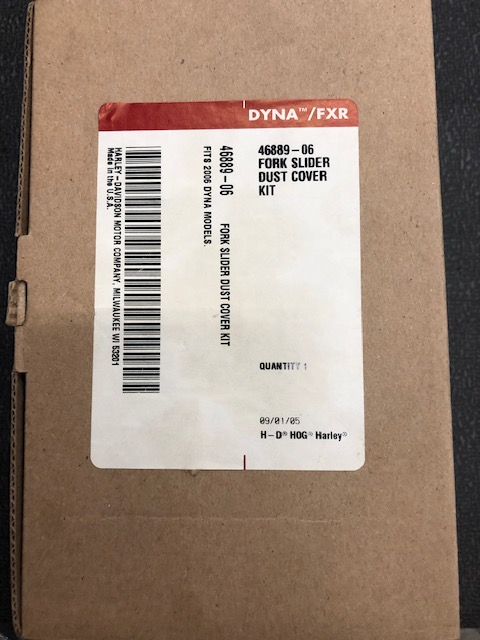 DYNA™/FXR
46889-06
FORK SLIDER
DUST COVER
KIT
QUANTITY 1
09/01/05
H-D® HOG® Harley®
46889-06 FORK SLIDER DUST COVER KIT
FITS 2006 DYNA MODELS.
HARLEY-DAVIDSON MOTOR COMPANY, MILWAUKEE WI 53201
Made in the U.S.A.